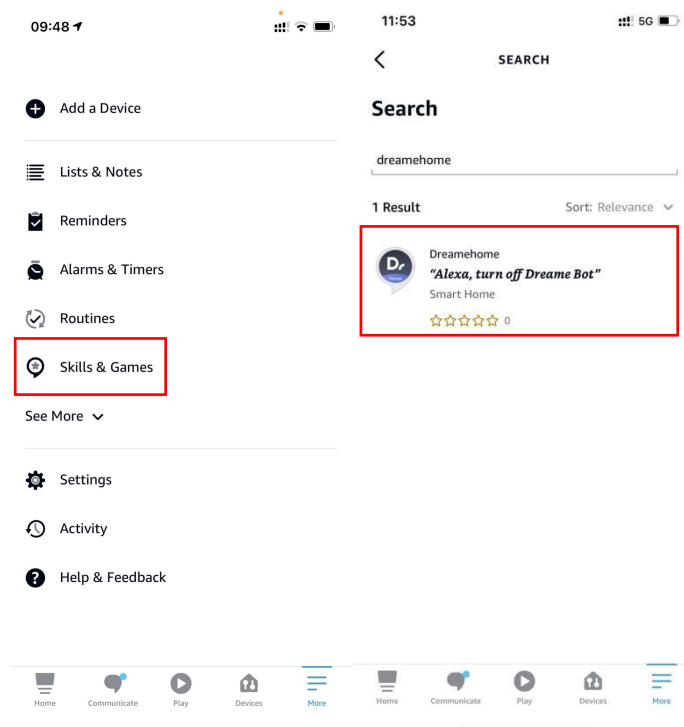 09:48
Add a Device
Lists & Notes
Reminders
Alarms & Timers
Routines
Skills & Games
See More
Settings
Activity
Help & Feedback
Home
Communicate
Play
Devices
More
11:53
5G
SEARCH
Search
dreamehome
1 Result
Sort: Relevance
Dr
Dreamehome
“Alexa, turn off Dreame Bot”
Smart Home
0
Home
Communicate
Play
Devices
More